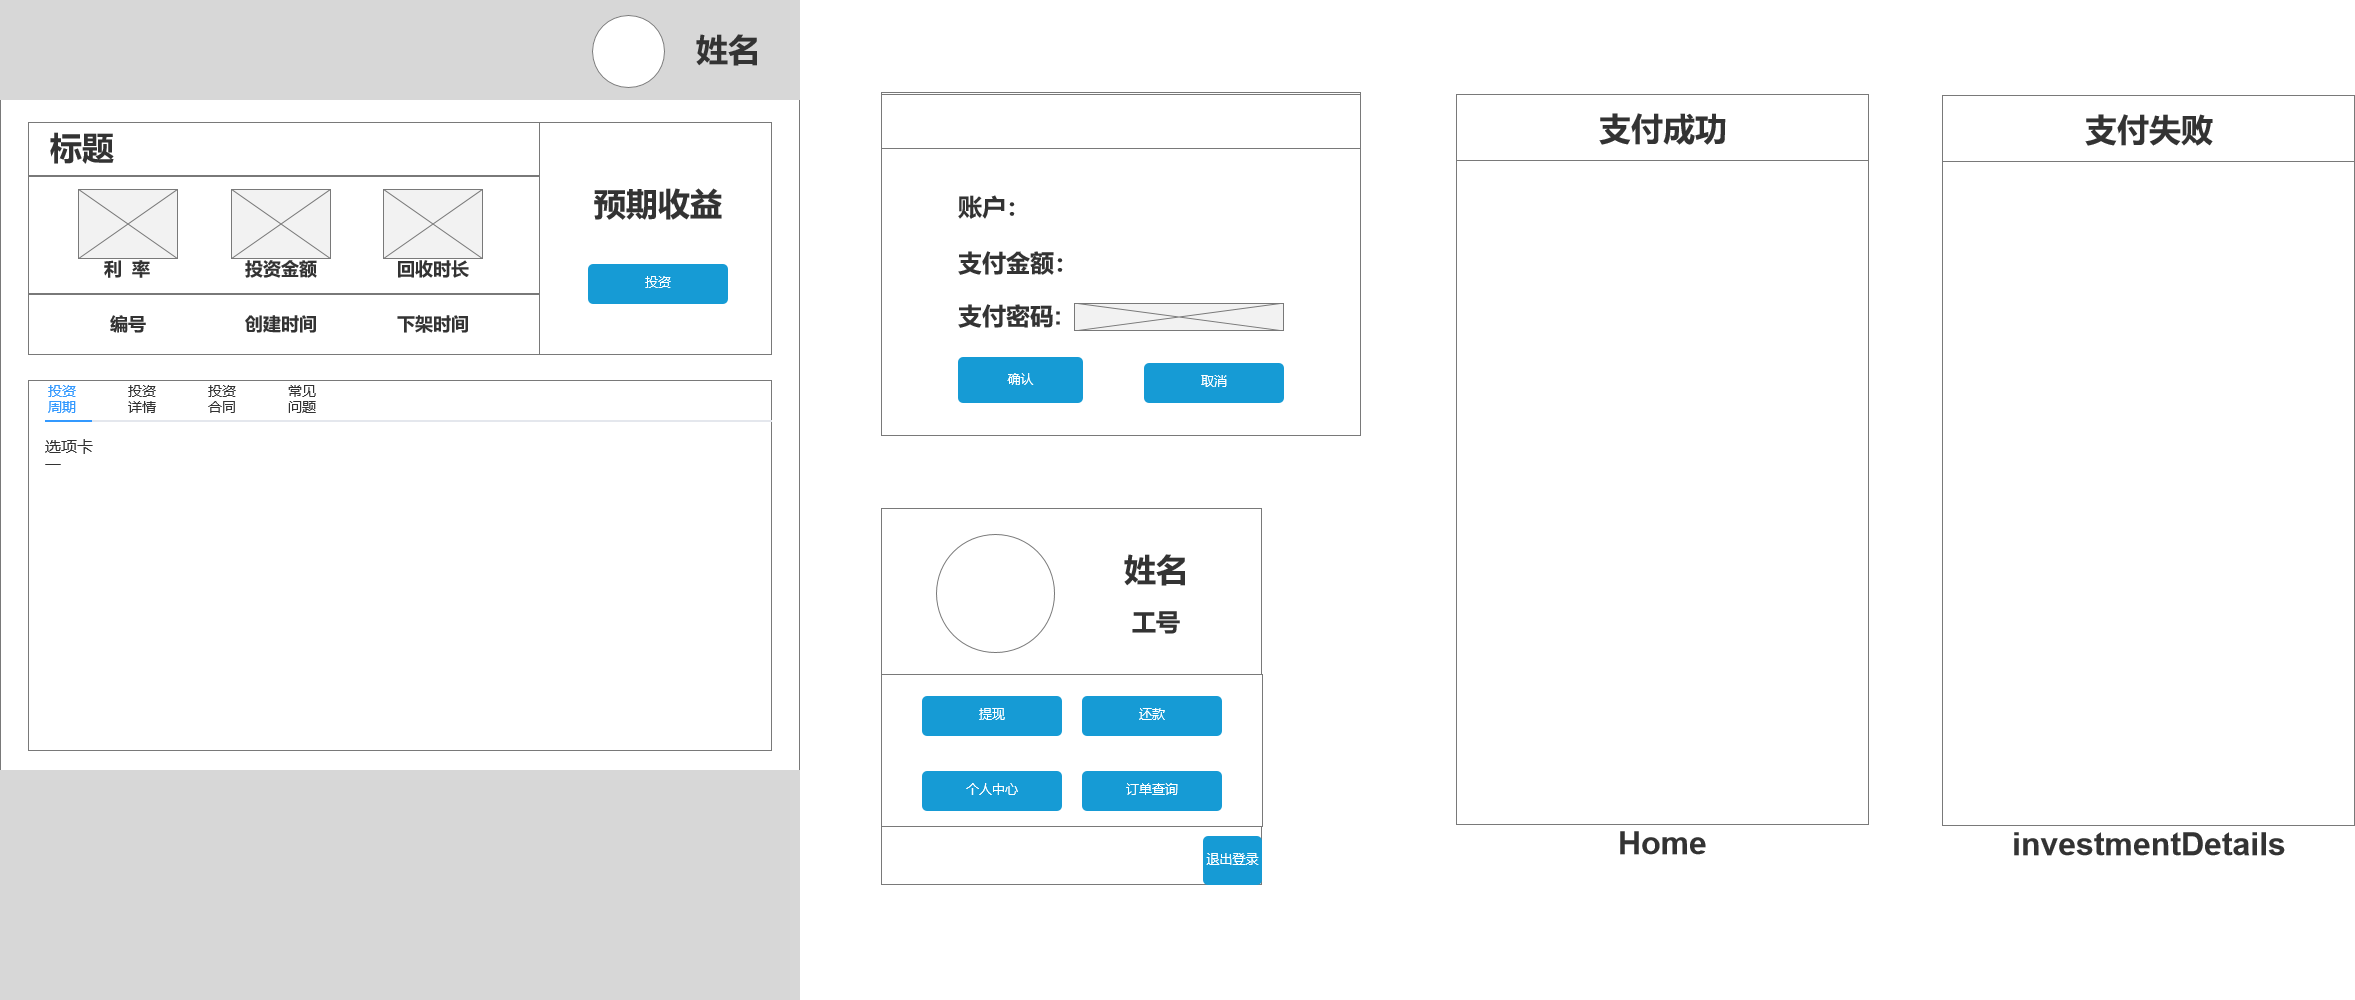 姓名
标题
预期收益
投资
利 率
投资金额
回收时长
编号
创建时间
下架时间
投资
周期
投资
详情
投资
合同
常见
问题
选项卡
一
账户：
支付金额：
支付密码:
确认
取消
姓名
工号
提现
还款
个人中心
订单查询
退出登录
支付成功
Home
支付失败
investmentDetails